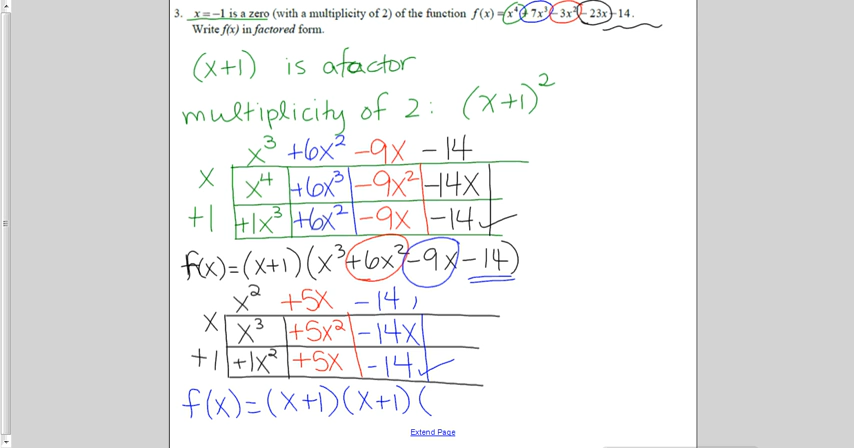 3. x = −1 is a zero (with a multiplicity of 2) of the function f(x) = x⁴ + 7x³ − 3x² − 23x − 14.
Write f(x) in factored form.
(x+1) is a factor
multiplicity of 2: (x+1)²
x³ +6x² −9x −14
x x⁴ +6x³ −9x² −14x
+1 +1x³ +6x² −9x −14 ✓
f(x)=(x+1)(x³+6x²−9x−14)
x² +5x −14
x x³ +5x² −14x
+1 +1x² +5x −14 ✓
f(x)=(x+1)(x+1)(
Extend Page